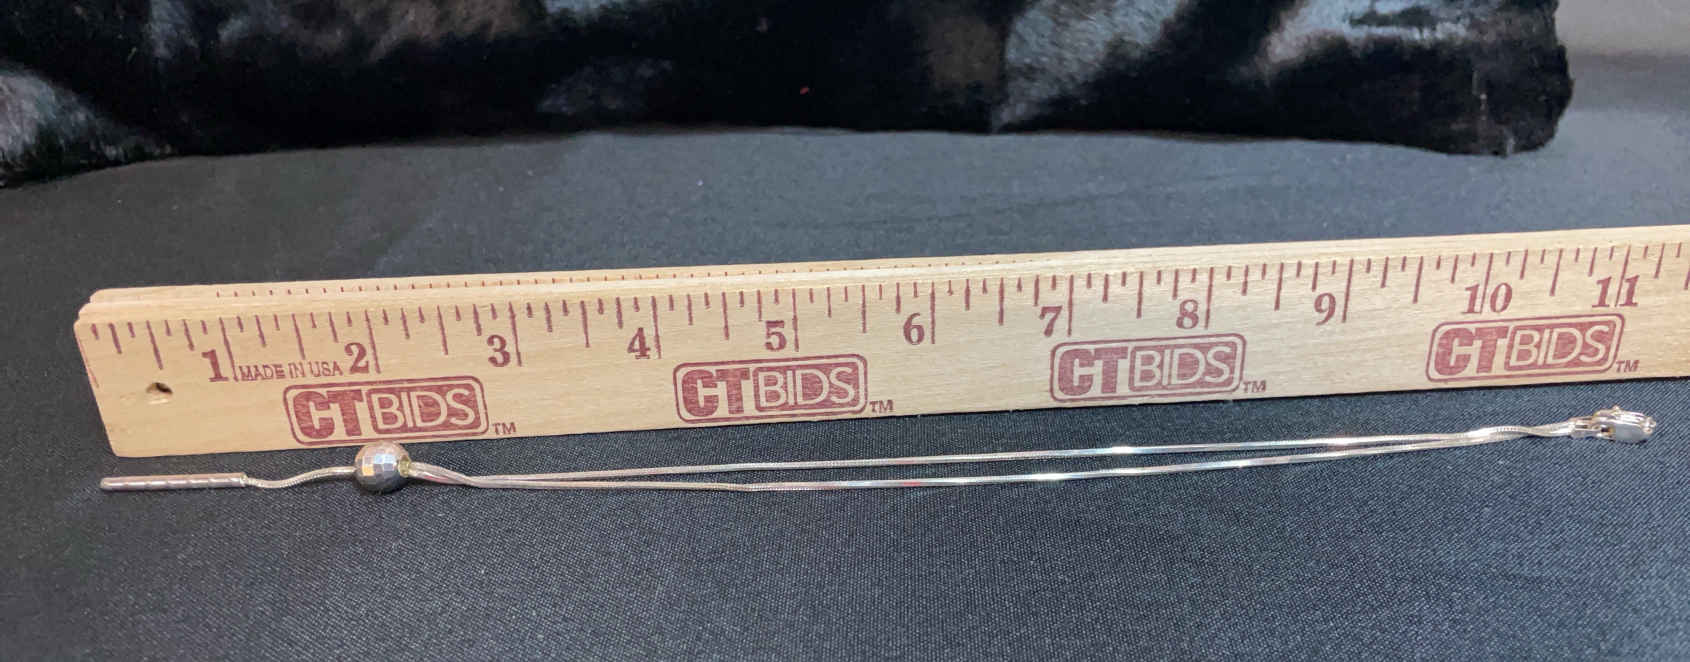 1 2 3 4 5 6 7 8 9 10 11
MADE IN USA
CTBIDS™ CTBIDS™ CTBIDS™ CTBIDS™